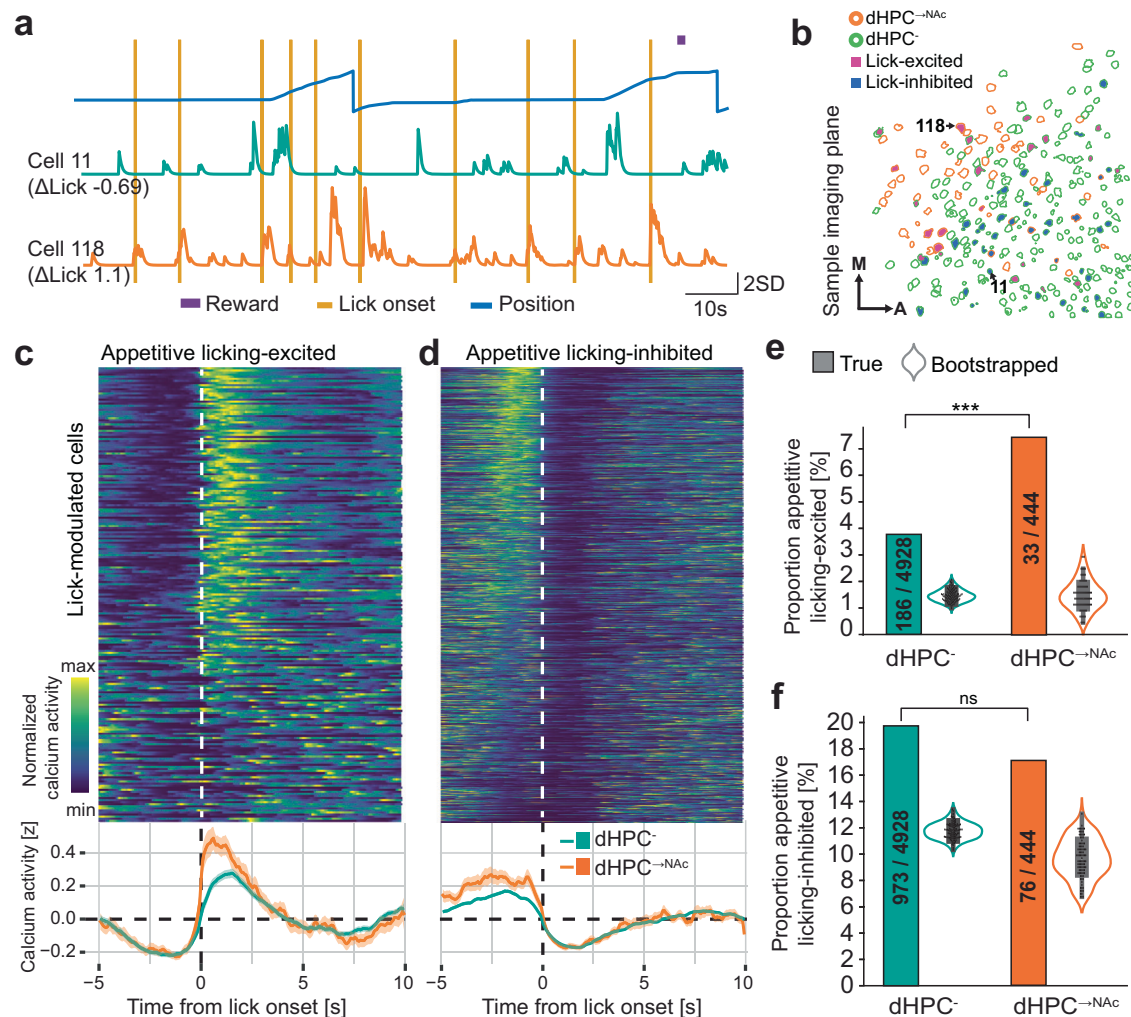 a
Cell 11
(ΔLick -0.69)
Cell 118
(ΔLick 1.1)
2SD
10s
Reward
Lick onset
Position
b
dHPC→NAc
dHPC-
Lick-excited
Lick-inhibited
Sample imaging plane
118
11
M
A
c
Appetitive licking-excited
Lick-modulated cells
max
Normalized
calcium activity
min
Calcium activity [z]
0.4
0.2
0.0
−0.2
−5
0
5
10
Time from lick onset [s]
d
Appetitive licking-inhibited
dHPC-
dHPC→NAc
−5
0
5
10
Time from lick onset [s]
e
True
Bootstrapped
***
Proportion appetitive
licking-excited [%]
7
6
5
4
3
2
1
0
186 / 4928
33 / 444
dHPC-
dHPC→NAc
f
ns
Proportion appetitive
licking-inhibited [%]
20
18
16
14
12
10
8
6
4
2
0
973 / 4928
76 / 444
dHPC-
dHPC→NAc